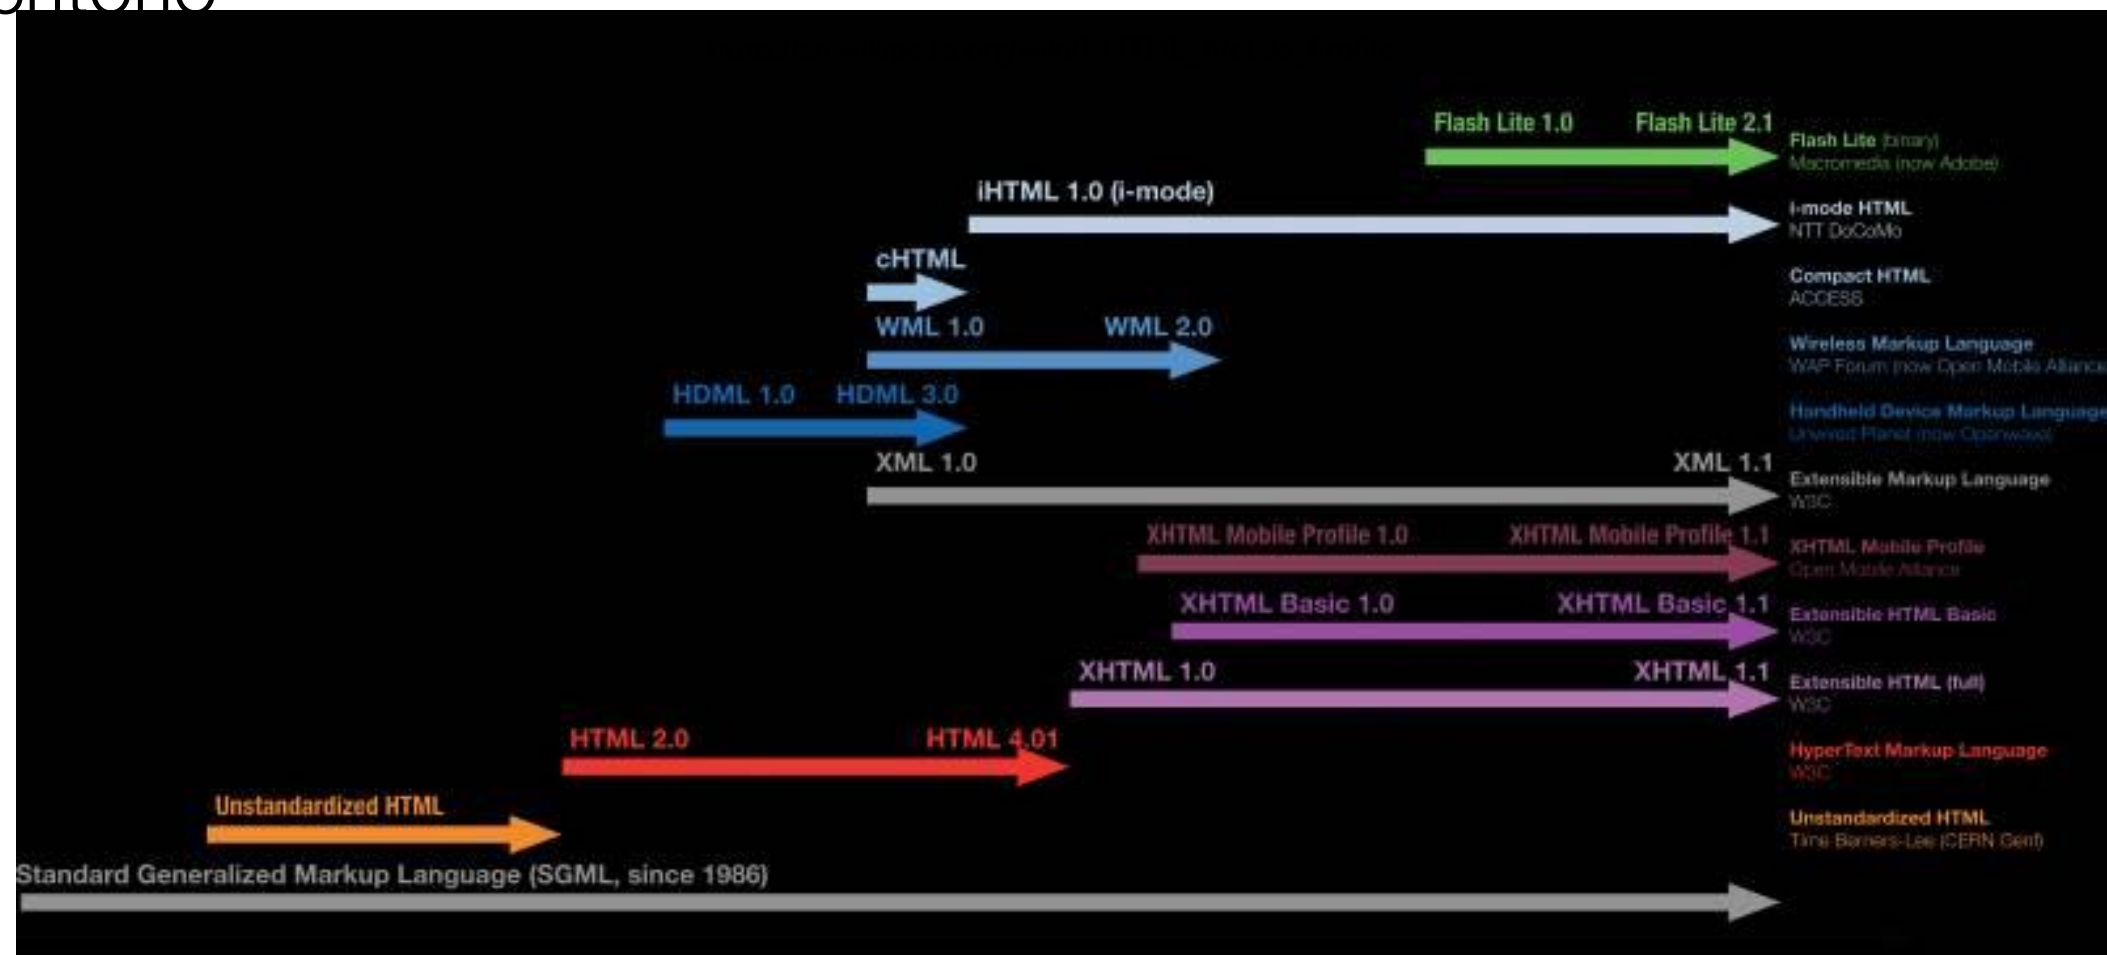 Flash Lite 1.0 Flash Lite 2.1
Flash Lite (binary)
Macromedia (now Adobe)
iHTML 1.0 (i-mode)
i-mode HTML
NTT DoCoMo
cHTML
Compact HTML
ACCESS
WML 1.0 WML 2.0
Wireless Markup Language
WAP Forum (now Open Mobile Alliance
HDML 1.0 HDML 3.0
Handheld Device Markup Language
Unwired Planet (now Openwave)
XML 1.0 XML 1.1
Extensible Markup Language
W3C
XHTML Mobile Profile 1.0 XHTML Mobile Profile 1.1
XHTML Mobile Profile
Open Mobile Alliance
XHTML Basic 1.0 XHTML Basic 1.1
Extensible HTML Basic
W3C
XHTML 1.0 XHTML 1.1
Extensible HTML (full)
W3C
HTML 2.0 HTML 4.01
HyperText Markup Language
W3C
Unstandardized HTML
Unstandardized HTML
Time Berners-Lee (CERN Genf)
Standard Generalized Markup Language (SGML, since 1986)